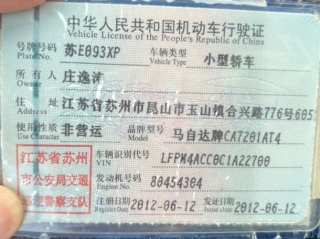 中华人民共和国机动车行驶证
Vehicle License of the People's Republic of China
号牌号码 苏E093XP 车辆类型 小型轿车
Plate No. Vehicle Type
所有人 庄逸
Owner
住址 江苏省苏州市昆山市玉山镇合兴路776号605
Address
使用性质 非营运 品牌型号 马自达牌CA7201AT4
Use Character Model
江苏省苏州 车辆识别代号 LFPM4ACC0C1A22700
VIN
市公安局交通 发动机号码 80454304
Engine No.
巡逻警察支队 注册日期 2012-06-12 发证日期 2012-06-12
Register Date Issue Date